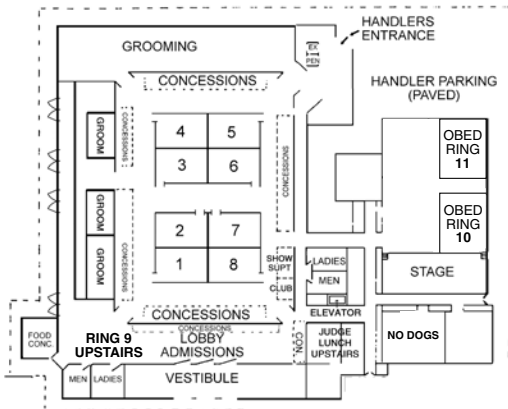 HANDLERS
ENTRANCE
GROOMING
EX
PEN
CONCESSIONS
HANDLER PARKING
(PAVED)
GROOM
CONCESSIONS
4
5
3
6
CONCESSIONS
OBED
RING
11
GROOM
GROOM
CONCESSIONS
2
7
1
8
OBED
RING
10
SHOW
SUPT
CLUB
LADIES
MEN
STAGE
ELEVATOR
CONCESSIONS
CONCESSIONS
FOOD
CONC.
RING 9
UPSTAIRS
LOBBY
ADMISSIONS
CON.
JUDGE
LUNCH
UPSTAIRS
NO DOGS
MEN
LADIES
VESTIBULE